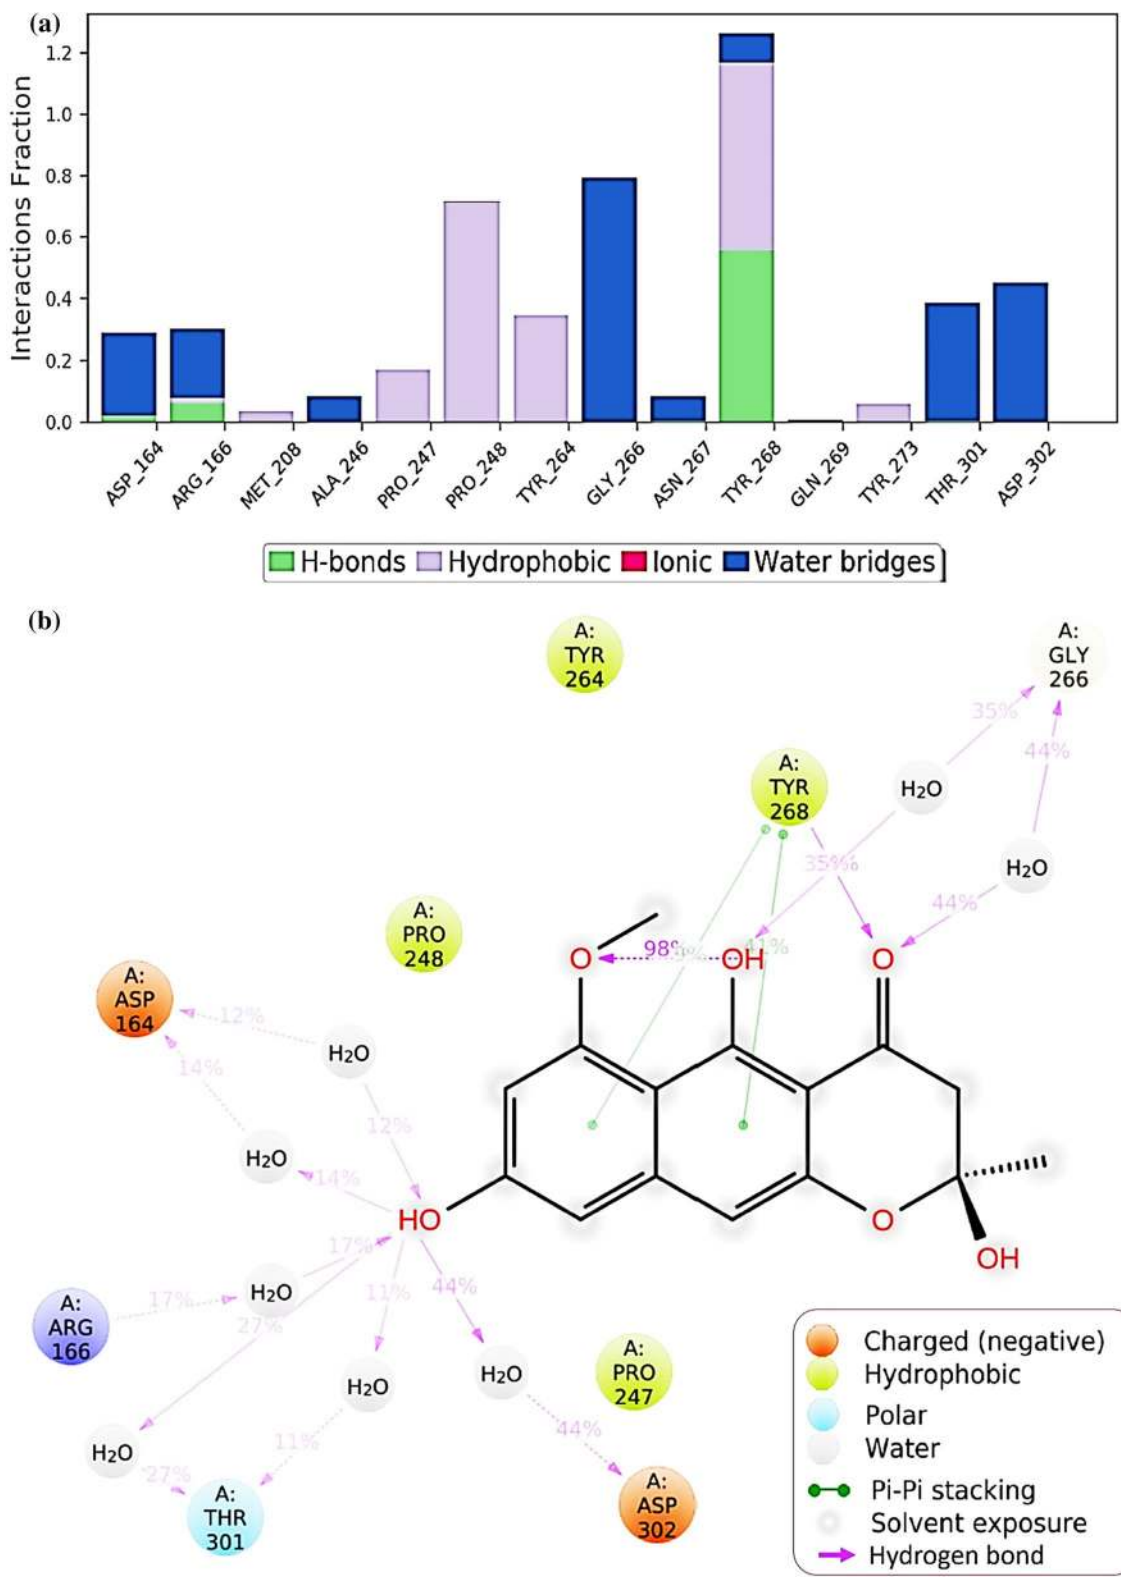 (a)
Interactions Fraction
1.2
1.0
0.8
0.6
0.4
0.2
0.0
ASP_164
ARG_166
MET_208
ALA_246
PRO_247
PRO_248
TYR_264
GLY_266
ASN_267
TYR_268
GLN_269
TYR_273
THR_301
ASP_302
H-bonds Hydrophobic Ionic Water bridges
(b)
A:
TYR
264
A:
GLY
266
35%
44%
A:
TYR
268
H₂O
H₂O
35%
44%
A:
PRO
248
98%
41%
O
OH
O
A:
ASP
164
12%
H₂O
14%
12%
H₂O
14%
HO
O
OH
17%
H₂O
17%
11%
44%
A:
ARG
166
27%
H₂O
H₂O
A:
PRO
247
H₂O
11%
44%
27%
A:
THR
301
A:
ASP
302
Charged (negative)
Hydrophobic
Polar
Water
Pi-Pi stacking
Solvent exposure
Hydrogen bond